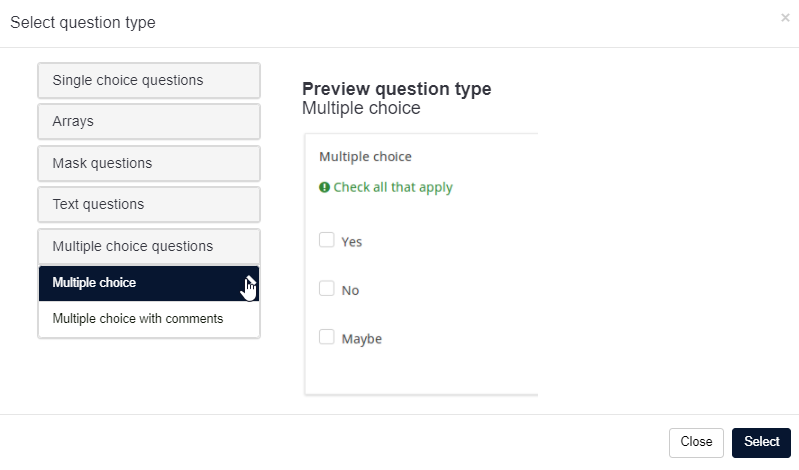 Select question type
×
Single choice questions
Arrays
Mask questions
Text questions
Multiple choice questions
Multiple choice
Multiple choice with comments
Preview question type
Multiple choice
Multiple choice
Check all that apply
Yes
No
Maybe
Close
Select